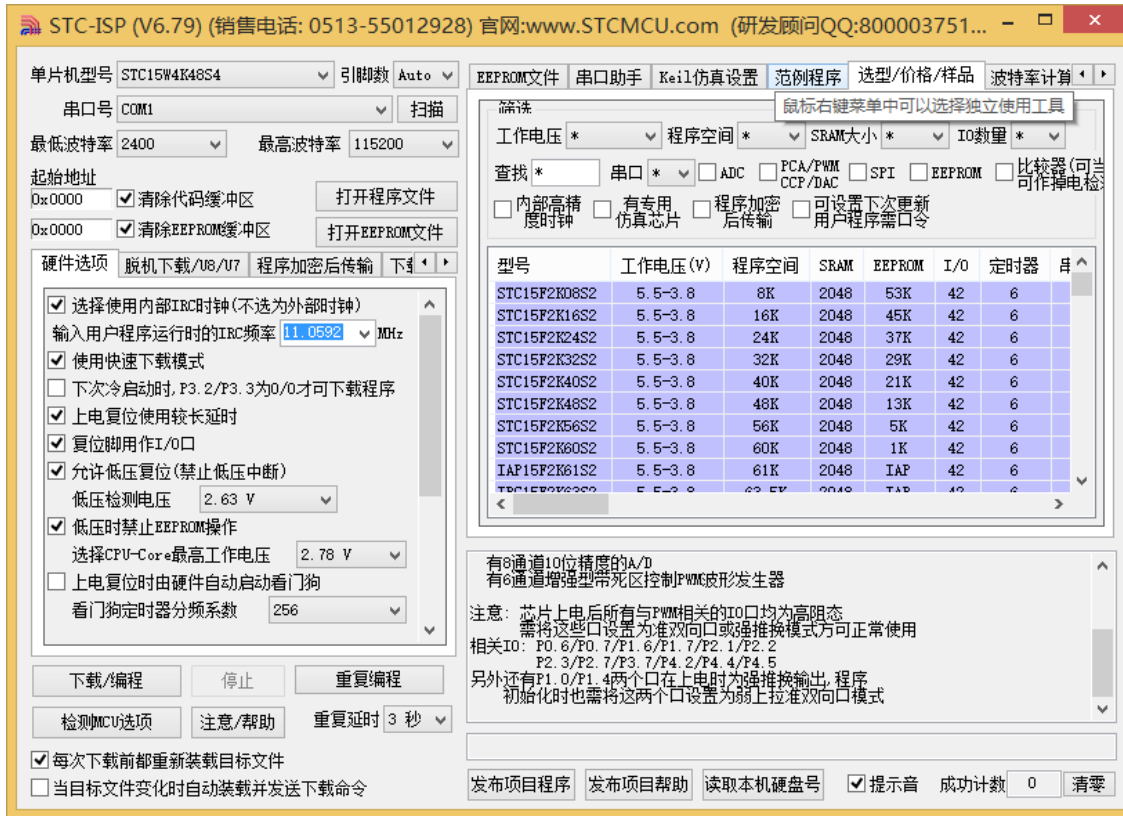 STC-ISP (V6.79) (销售电话: 0513-55012928) 官网:www.STCMCU.com (研发顾问QQ:800003751...
单片机型号 STC15W4K48S4 引脚数 Auto
串口号 COM1 扫描
最低波特率 2400 最高波特率 115200
起始地址
0x0000 清除代码缓冲区 打开程序文件
0x0000 清除EEPROM缓冲区 打开EEPROM文件
硬件选项 脱机下载/U8/U7 程序加密后传输
选择使用内部IRC时钟(不选为外部时钟)
输入用户程序运行时的IRC频率 11.0592 MHz
使用快速下载模式
下次冷启动时,P3.2/P3.3为0/0才可下载程序
上电复位使用较长延时
复位脚用作I/O口
允许低压复位(禁止低压中断)
低压检测电压 2.63 V
低压时禁止EEPROM操作
选择CPU-Core最高工作电压 2.78 V
上电复位时由硬件自动启动看门狗
看门狗定时器分频系数 256
下载/编程 停止 重复编程
检测MCU选项 注意/帮助 重复延时 3 秒
每次下载前都重新装载目标文件
当目标文件变化时自动装载并发送下载命令
EEPROM文件 串口助手 Keil仿真设置 范例程序 选型/价格/样品 波特率计算
鼠标右键菜单中可以选择独立使用工具
筛选
工作电压 * 程序空间 * SRAM大小 * IO数量 *
查找 * 串口 * ADC PCA/PWM CCP/DAC SPI EEPROM 比较器(可当 可作掉电检
内部高精度时钟 有专用仿真芯片 程序加密后传输 可设置下次更新用户程序需口令
型号 工作电压(V) 程序空间 SRAM EEPROM I/O 定时器
STC15F2K08S2 5.5-3.8 8K 2048 53K 42 6
STC15F2K16S2 5.5-3.8 16K 2048 45K 42 6
STC15F2K24S2 5.5-3.8 24K 2048 37K 42 6
STC15F2K32S2 5.5-3.8 32K 2048 29K 42 6
STC15F2K40S2 5.5-3.8 40K 2048 21K 42 6
STC15F2K48S2 5.5-3.8 48K 2048 13K 42 6
STC15F2K56S2 5.5-3.8 56K 2048 5K 42 6
STC15F2K60S2 5.5-3.8 60K 2048 1K 42 6
IAP15F2K61S2 5.5-3.8 61K 2048 IAP 42 6
有8通道10位精度的A/D
有6通道增强型带死区控制PWM波形发生器
注意: 芯片上电后所有与PWM相关的IO口均为高阻态
需将这些口设置为准双向口或强推挽模式方可正常使用
相关IO: P0.6/P0.7/P1.6/P1.7/P2.1/P2.2
P2.3/P2.7/P3.7/P4.2/P4.4/P4.5
另外还有P1.0/P1.4两个口在上电时为强推挽输出,程序
初始化时也需将这两个口设置为弱上拉准双向口模式
发布项目程序 发布项目帮助 读取本机硬盘号 提示音 成功计数 0 清零